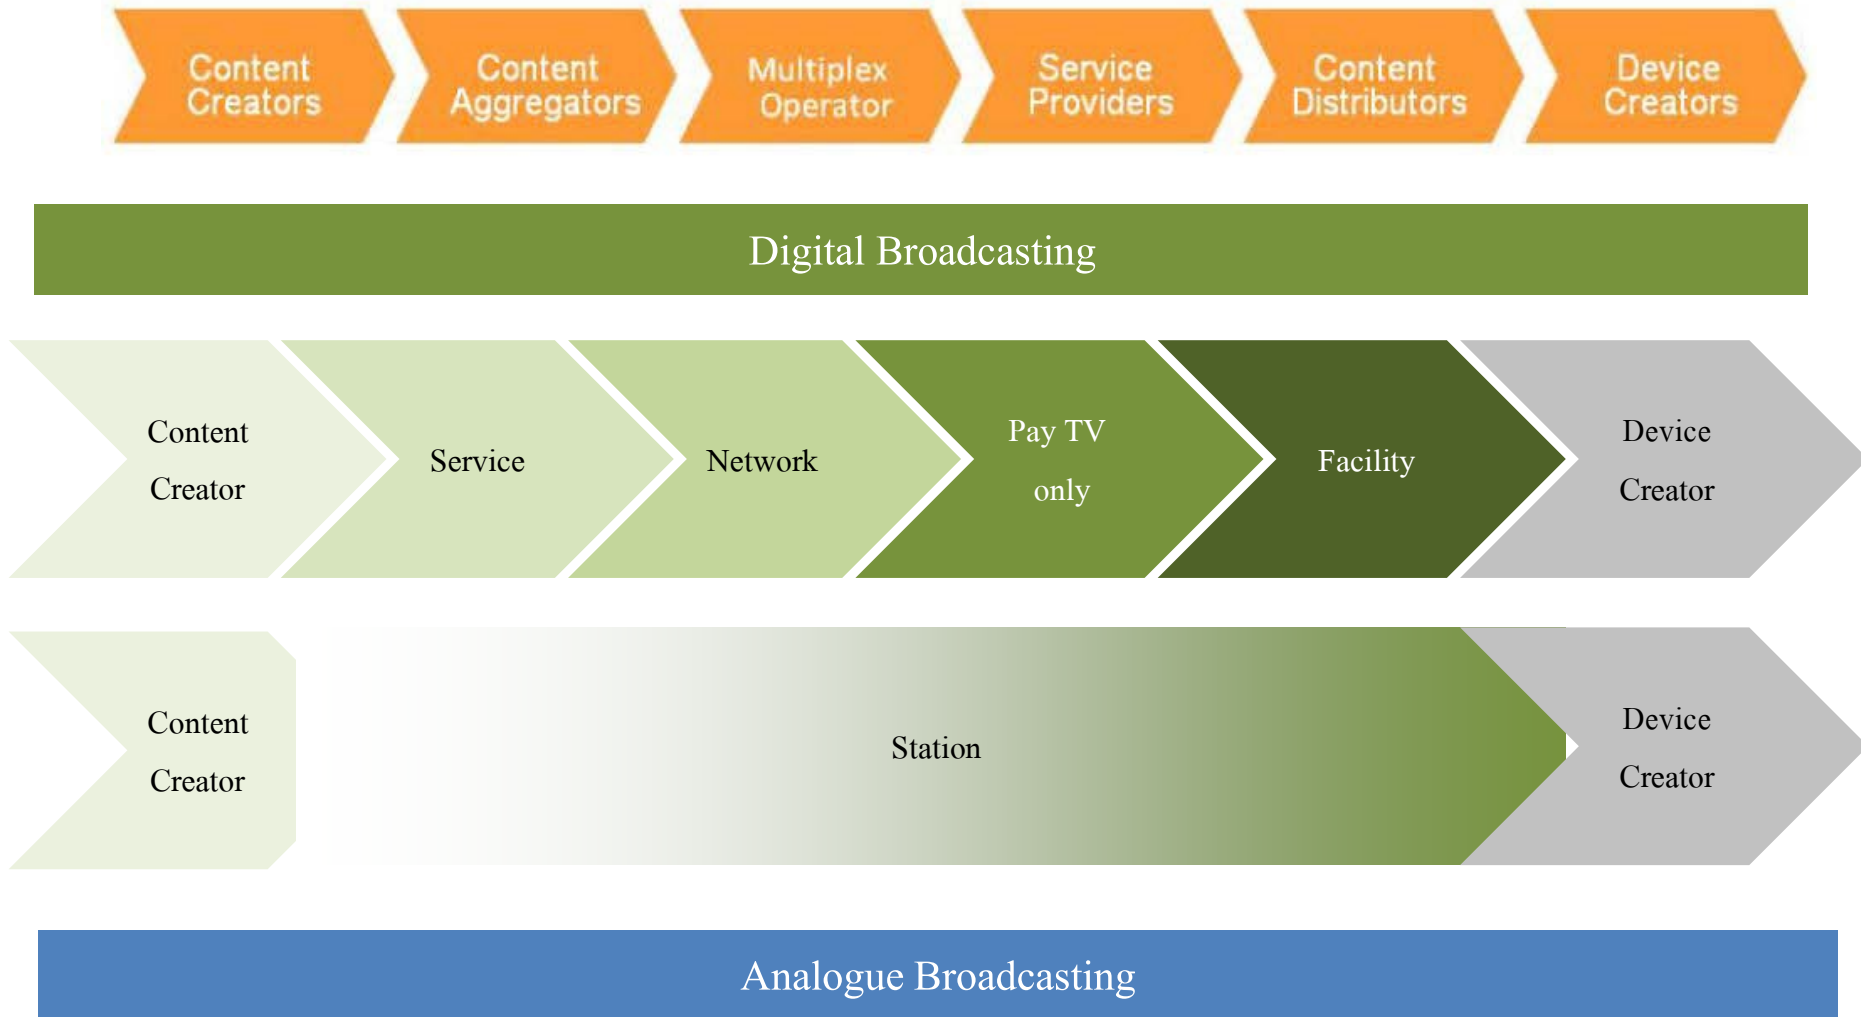 Content
Creators
Content
Aggregators
Multiplex
Operator
Service
Providers
Content
Distributors
Device
Creators
Digital Broadcasting
Content
Creator
Service
Network
Pay TV
only
Facility
Device
Creator
Content
Creator
Station
Device
Creator
Analogue Broadcasting